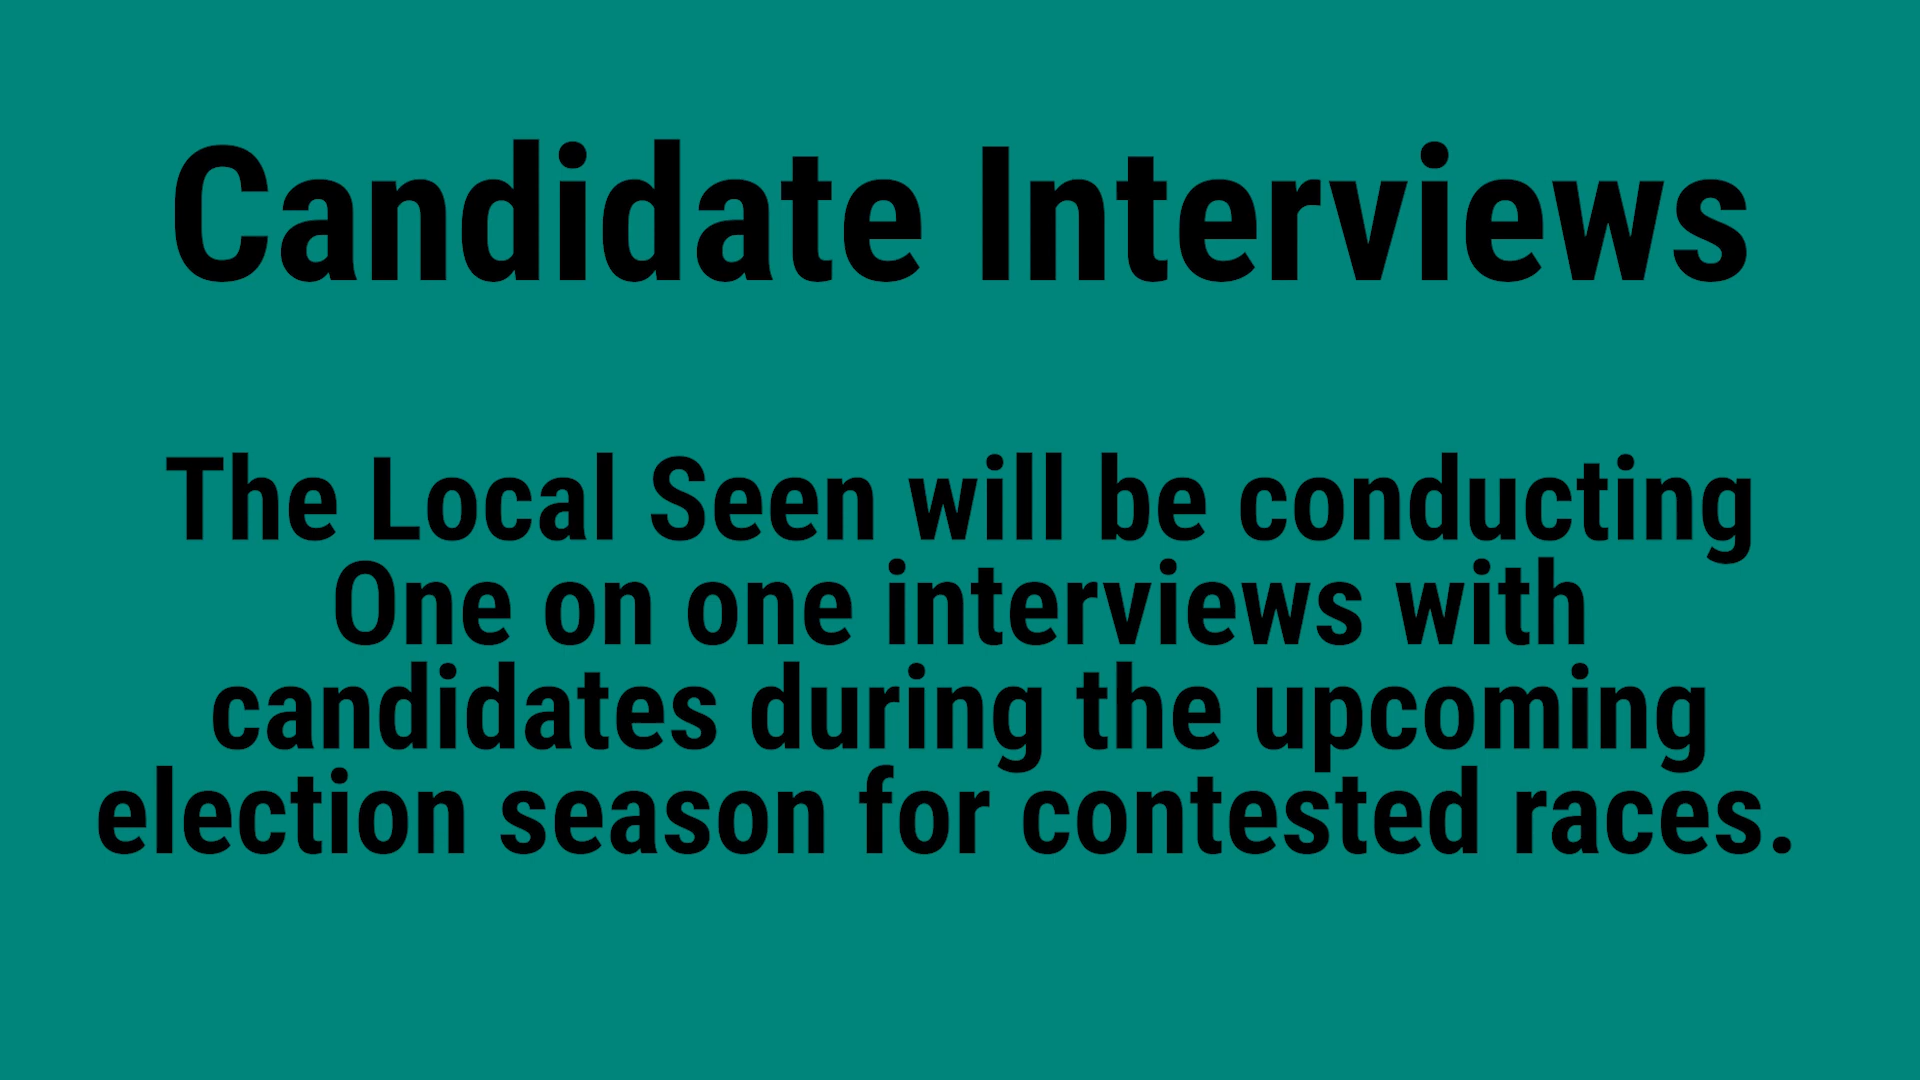 Candidate Interviews
The Local Seen will be conducting
One on one interviews with
candidates during the upcoming
election season for contested races.